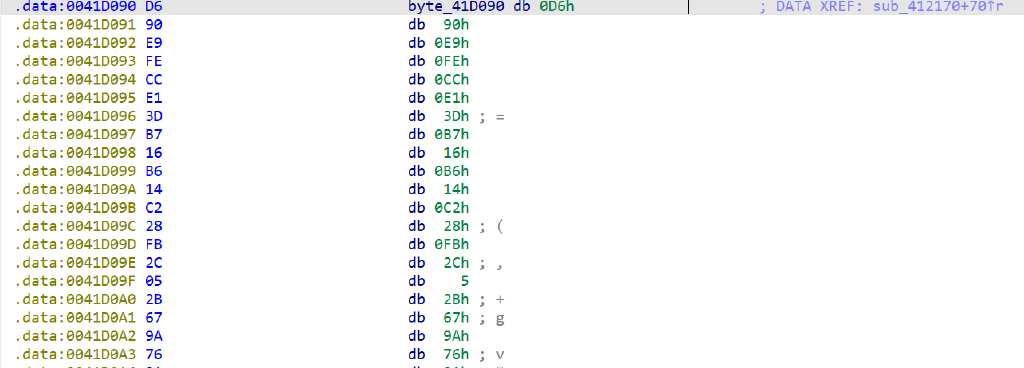 .data:0041D090 D6 byte_41D090 db 0D6h ; DATA XREF: sub_412170+70↑r
.data:0041D091 90 db 90h
.data:0041D092 E9 db 0E9h
.data:0041D093 FE db 0FEh
.data:0041D094 CC db 0CCh
.data:0041D095 E1 db 0E1h
.data:0041D096 3D db 3Dh ; =
.data:0041D097 B7 db 0B7h
.data:0041D098 16 db 16h
.data:0041D099 B6 db 0B6h
.data:0041D09A 14 db 14h
.data:0041D09B C2 db 0C2h
.data:0041D09C 28 db 28h ; (
.data:0041D09D FB db 0FBh
.data:0041D09E 2C db 2Ch ; ,
.data:0041D09F 05 db 5
.data:0041D0A0 2B db 2Bh ; +
.data:0041D0A1 67 db 67h ; g
.data:0041D0A2 9A db 9Ah
.data:0041D0A3 76 db 76h ; v